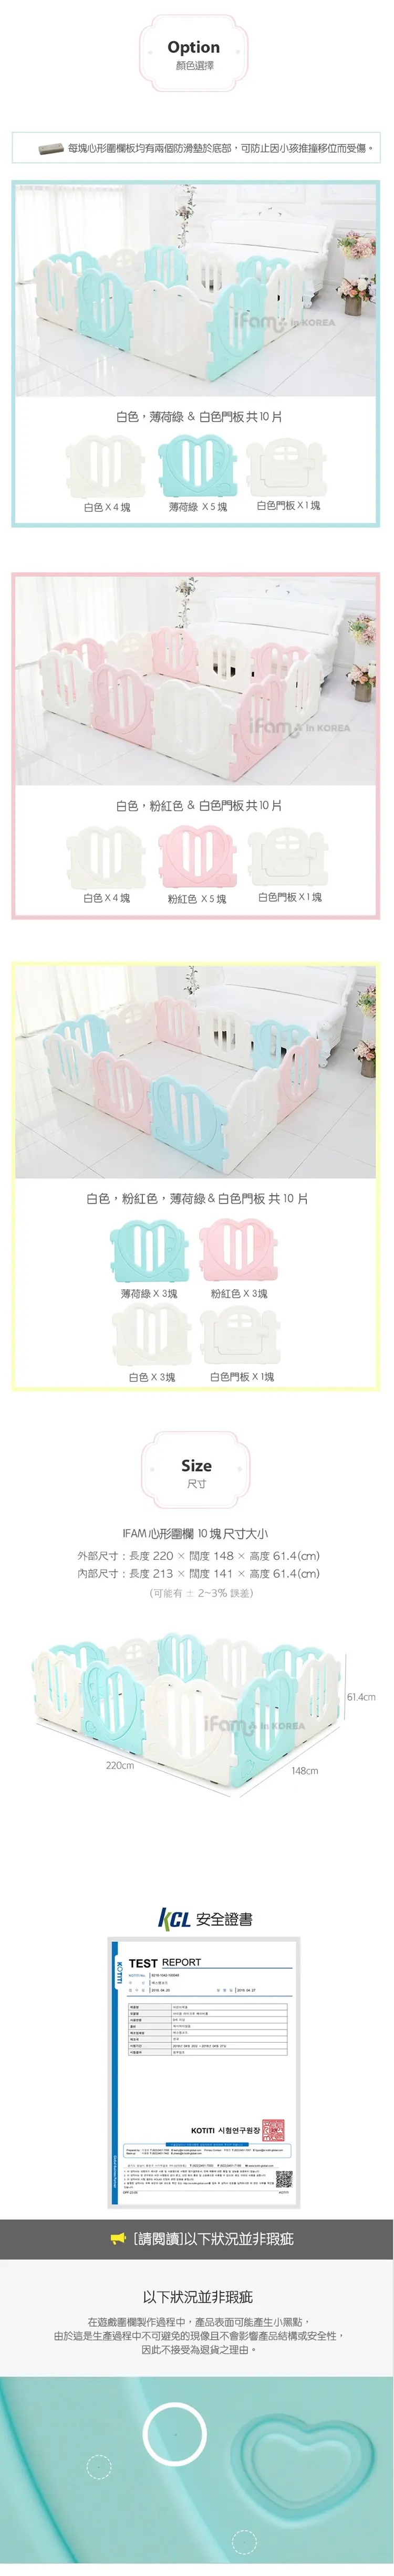 Option
顏色選擇
每塊心形圍欄板均有兩個防滑墊於底部，可防止因小孩推撞移位而受傷。
iFam in KOREA
白色，薄荷綠 & 白色門板 共10 片
白色 X 4 塊
薄荷綠 X 5 塊
白色門板 X 1 塊
iFam in KOREA
白色，粉紅色 & 白色門板 共10 片
白色 X 4 塊
粉紅色 X 5 塊
白色門板 X 1 塊
白色，粉紅色，薄荷綠 & 白色門板 共 10 片
薄荷綠 X 3塊
粉紅色 X 3塊
白色 X 3塊
白色門板 X 1塊
Size
尺寸
IFAM 心形圍欄 10 塊 尺寸大小
外部尺寸 : 長度 220 × 闊度 148 × 高度 61.4(cm)
內部尺寸 : 長度 213 × 闊度 141 × 高度 61.4(cm)
(可能有 ± 2~3% 誤差)
61.4cm
iFam in KOREA
220cm
148cm
KCL 安全證書
KOTITI
TEST REPORT
KOTITI 시험연구원장
[請閱讀]以下狀況並非瑕疵
以下狀況並非瑕疵
在遊戲圍欄製作過程中，產品表面可能產生小黑點，
由於這是生產過程中不可避免的現像且不會影響產品結構或安全性，
因此不接受為退貨之理由。